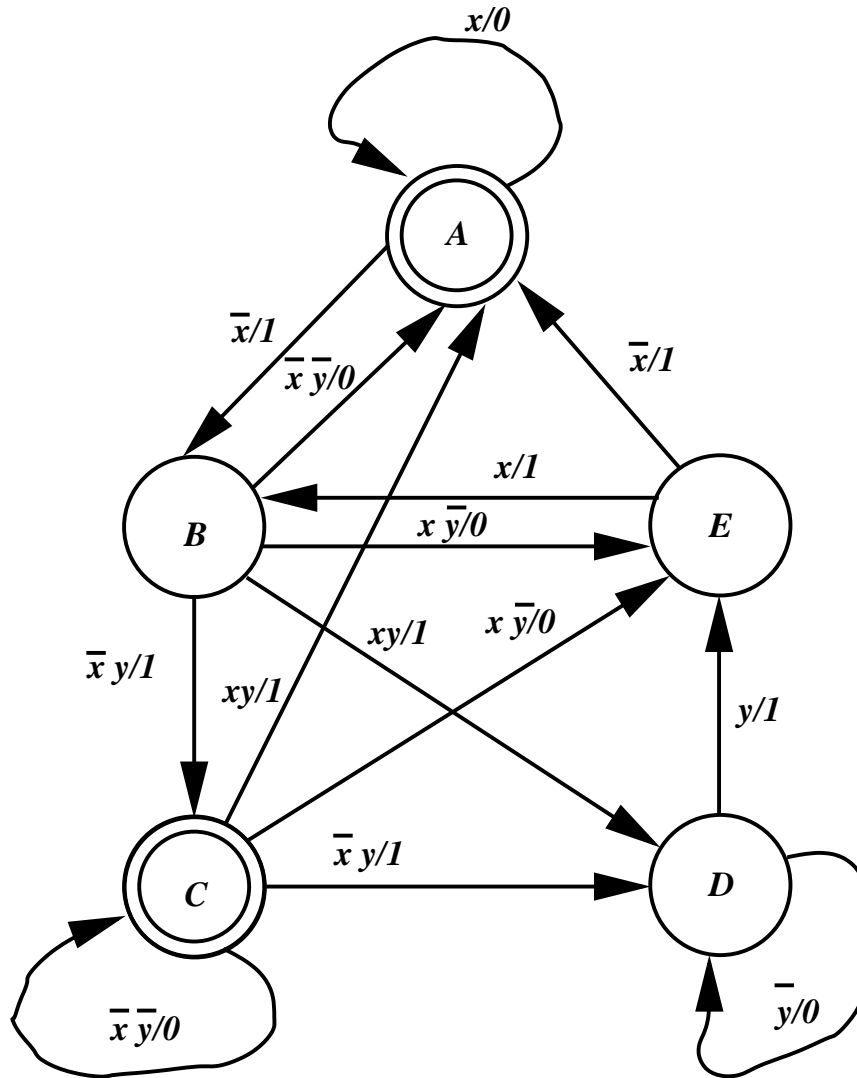 x/0
A
x̅/1
x̅ y̅/0
x̅/1
x/1
B
x y̅/0
E
xy/1
x y̅/0
x̅ y/1
xy/1
y/1
x̅ y/1
C
D
x̅ y̅/0
y̅/0